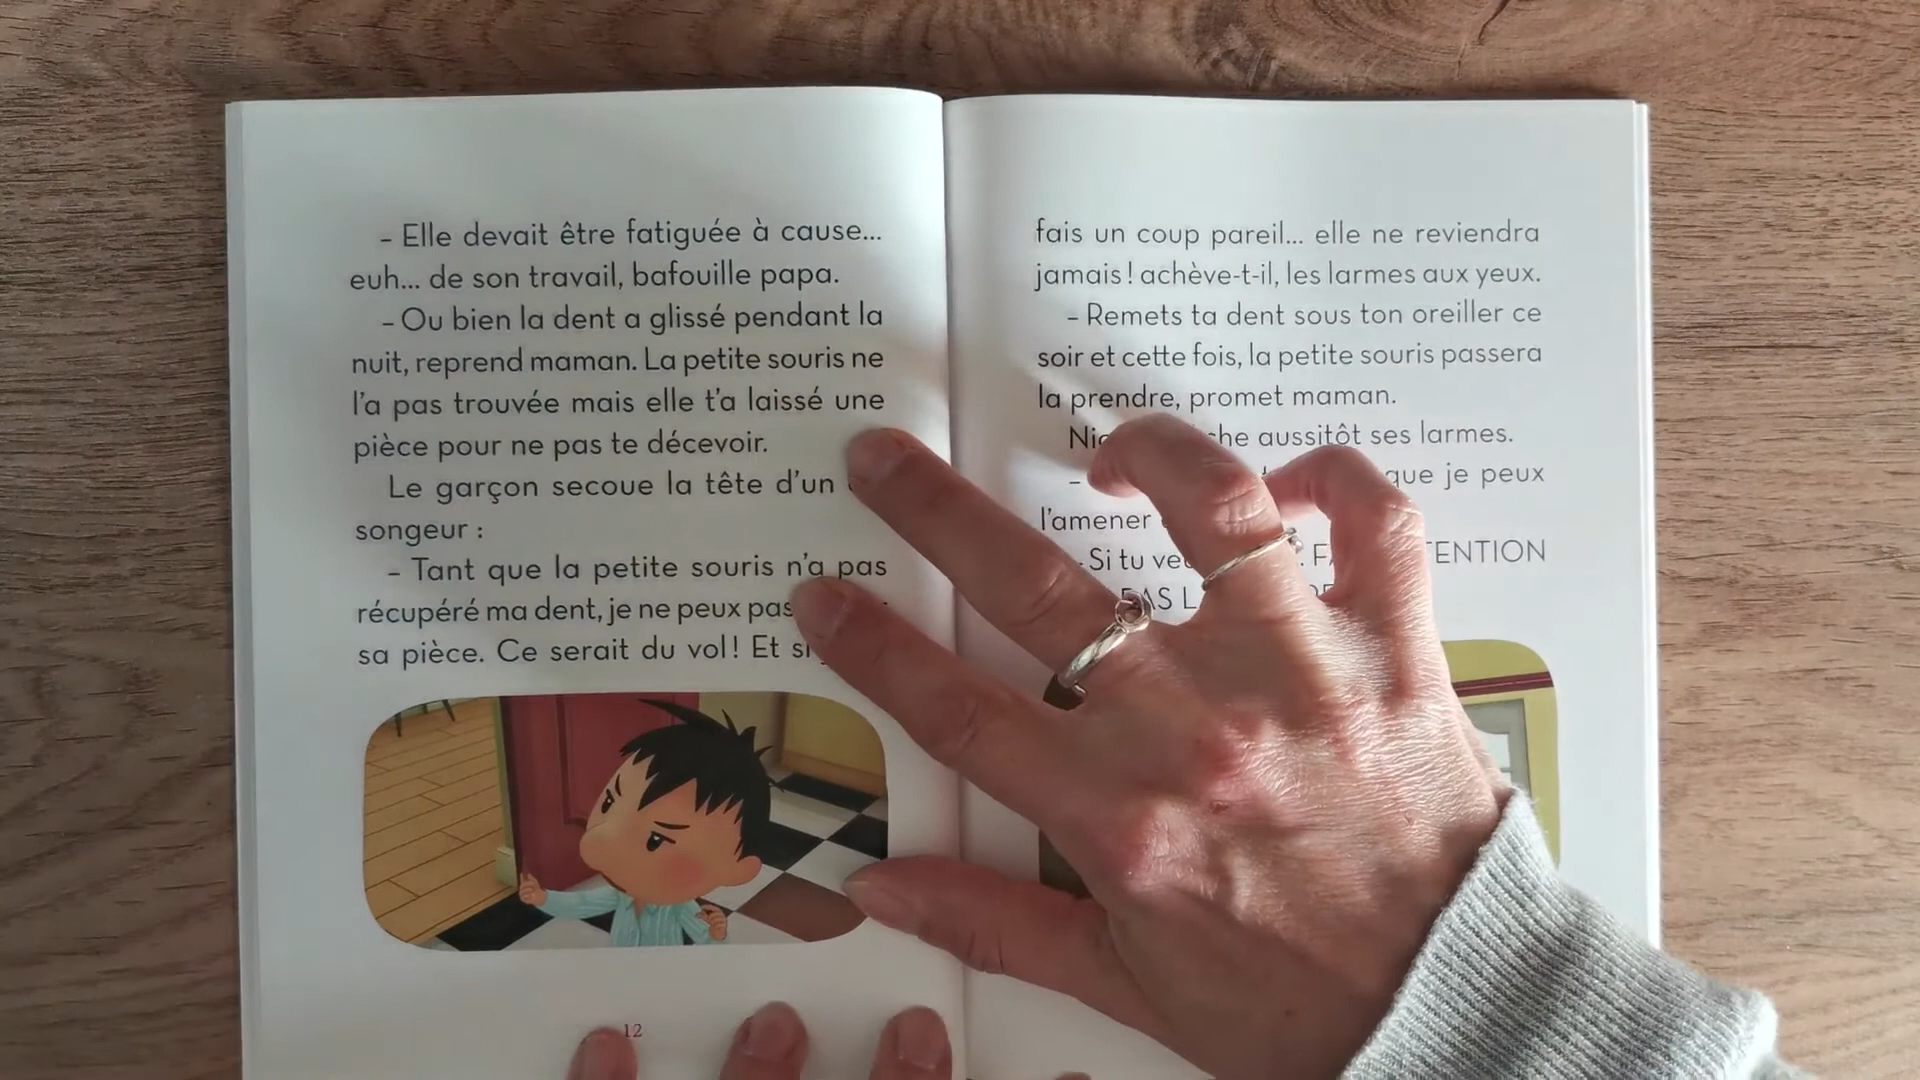 – Elle devait être fatiguée à cause...
euh... de son travail, bafouille papa.
– Ou bien la dent a glissé pendant la
nuit, reprend maman. La petite souris ne
l'a pas trouvée mais elle t'a laissé une
pièce pour ne pas te décevoir.
Le garçon secoue la tête d'un
songeur :
– Tant que la petite souris n'a pas
récupéré ma dent, je ne peux pas
sa pièce. Ce serait du vol ! Et si
12
fais un coup pareil... elle ne reviendra
jamais ! achève-t-il, les larmes aux yeux.
– Remets ta dent sous ton oreiller ce
soir et cette fois, la petite souris passera
la prendre, promet maman.
aussitôt ses larmes.
– que je peux
l'amener
– Si tu
PAS